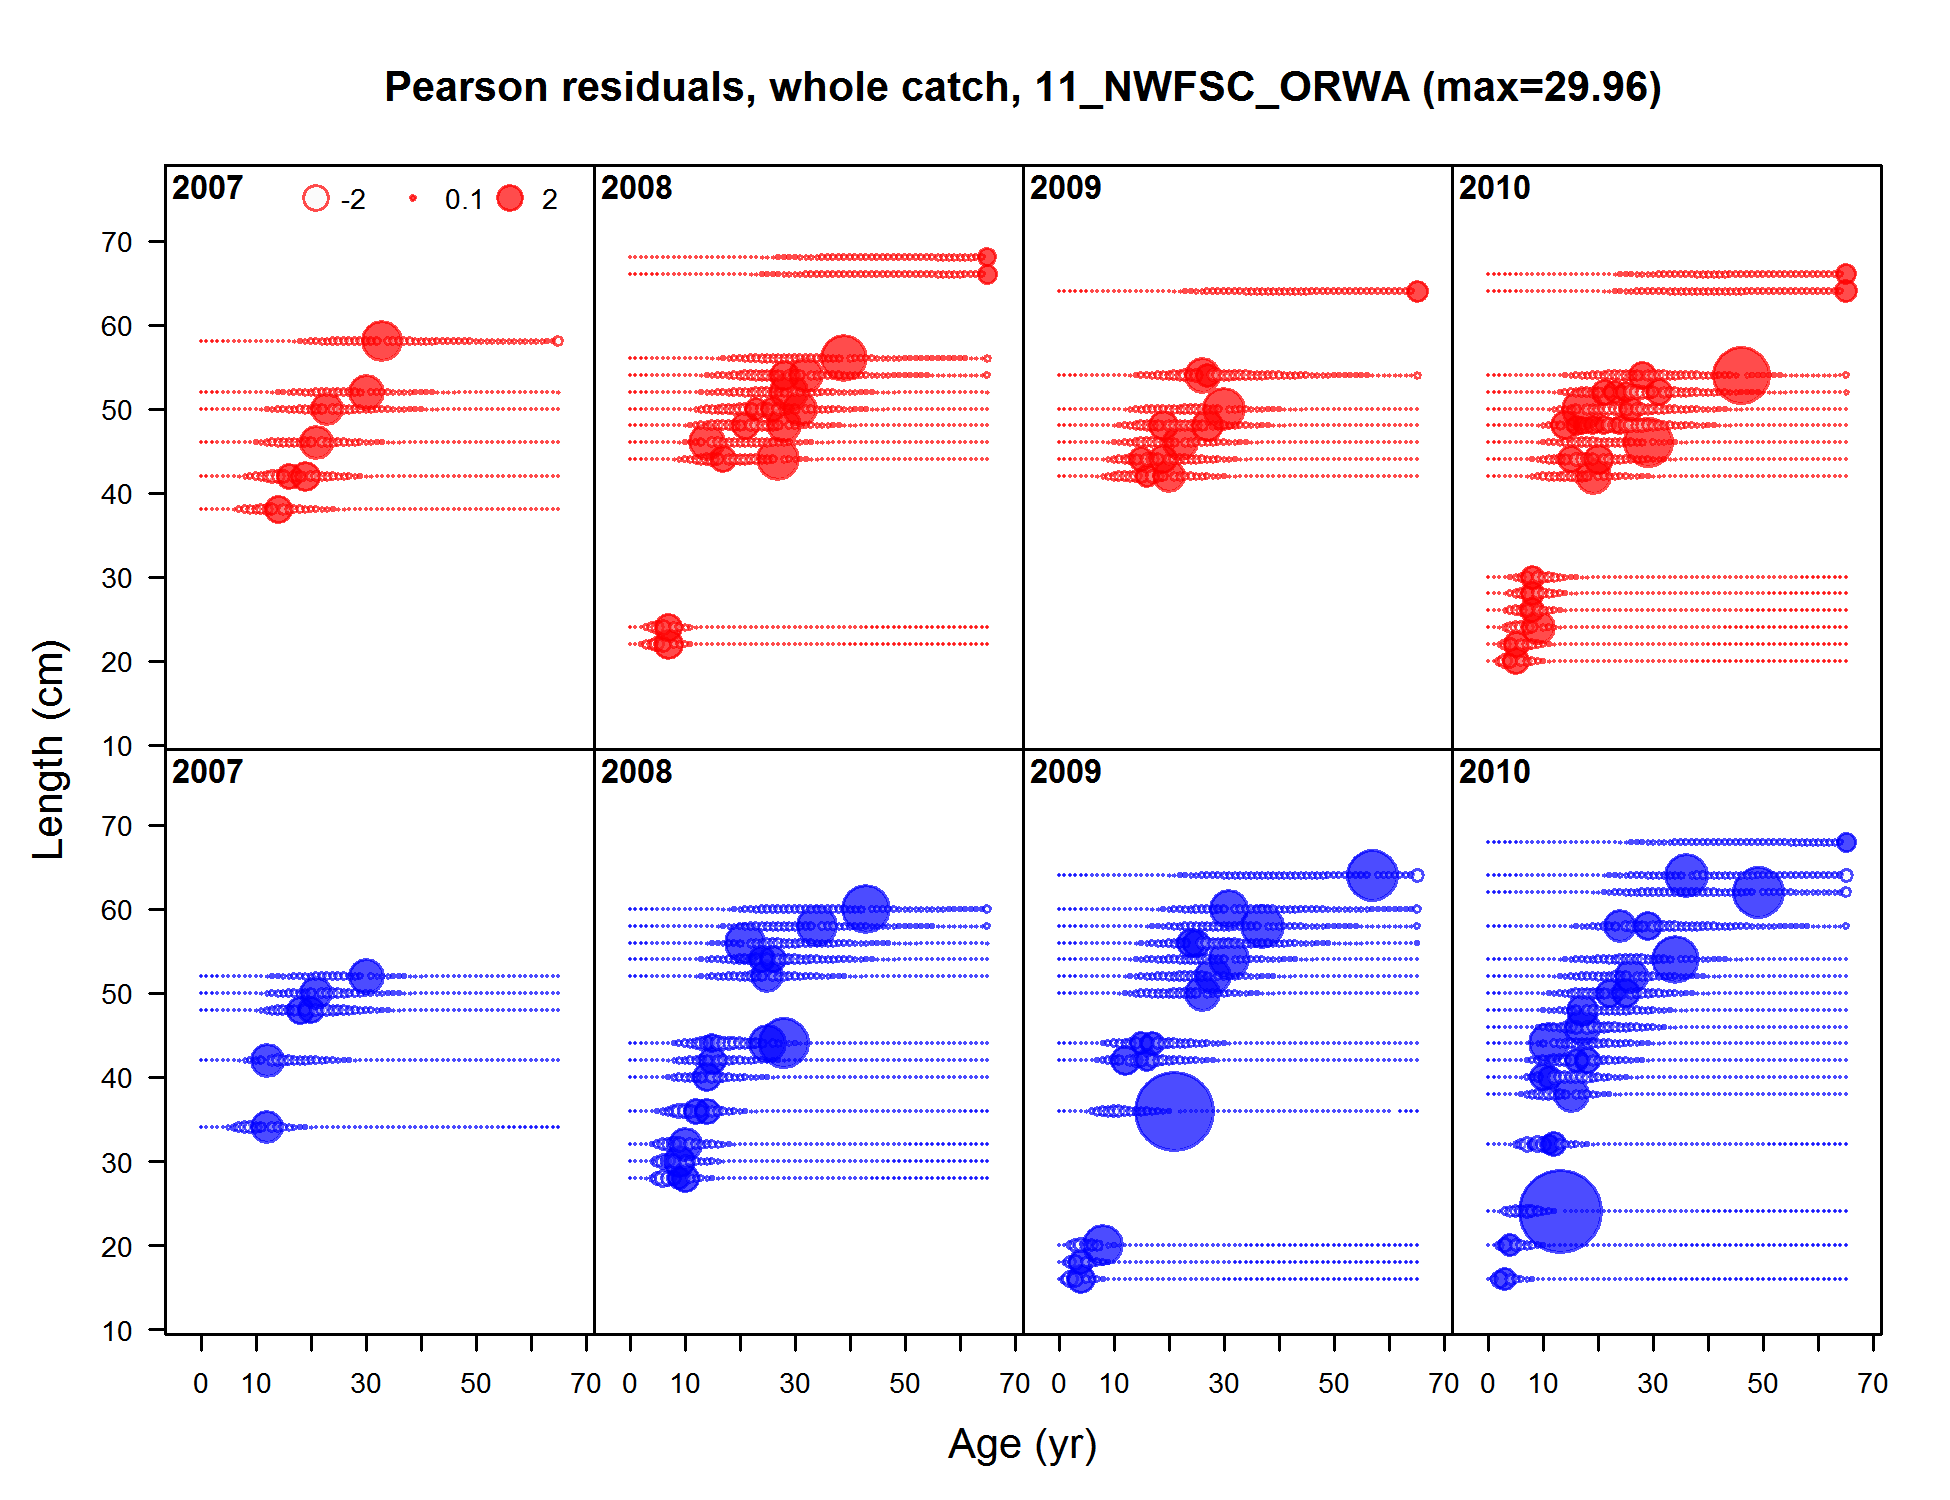 Pearson residuals, whole catch, 11_NWFSC_ORWA (max=29.96)
2007 -2 0.1 2 2008 2009 2010
70
60
50
40
30
20
10
2007 2008 2009 2010
70
60
50
40
30
20
10
0 10 30 50 70 0 10 30 50 70 0 10 30 50 70 0 10 30 50 70
Length (cm)
Age (yr)